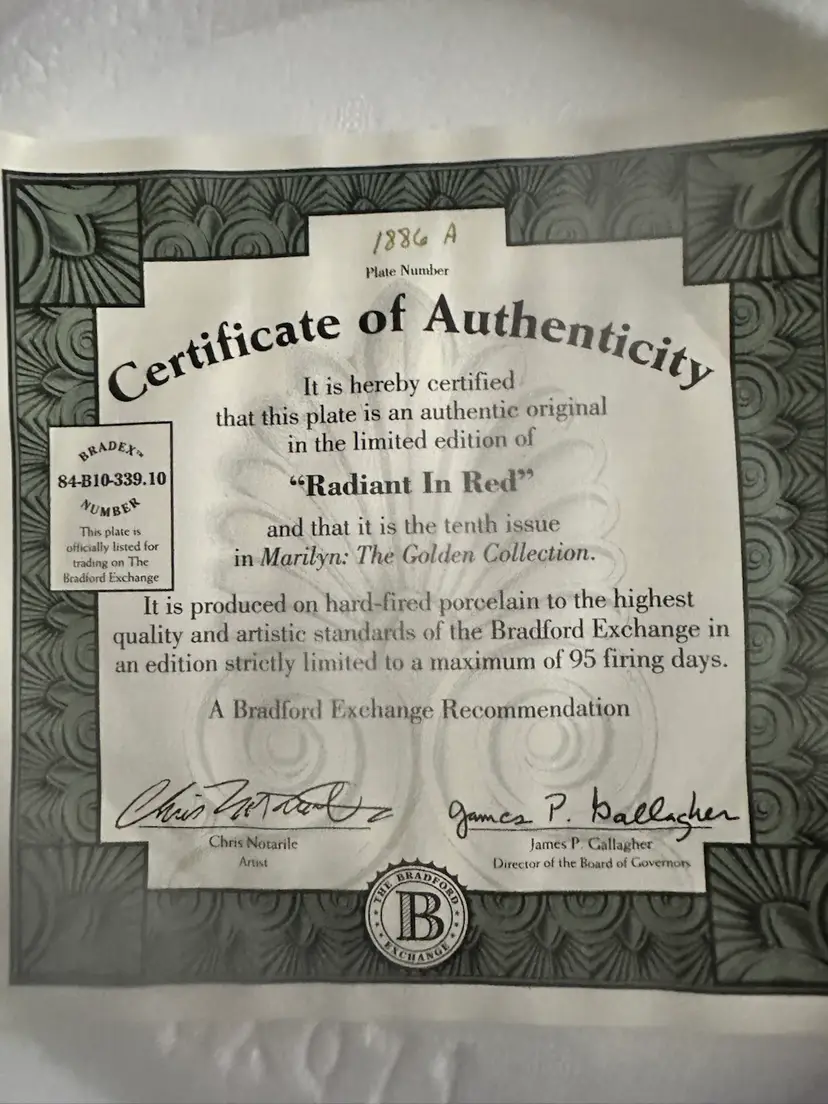 1886 A
Plate Number
Certificate of Authenticity
It is hereby certified
that this plate is an authentic original
in the limited edition of
“Radiant In Red”
and that it is the tenth issue
in Marilyn: The Golden Collection.
BRADEX™
84-B10-339.10
NUMBER
This plate is
officially listed for
trading on The
Bradford Exchange
It is produced on hard-fired porcelain to the highest
quality and artistic standards of the Bradford Exchange in
an edition strictly limited to a maximum of 95 firing days.
A Bradford Exchange Recommendation
Chris Notarile
James P. Gallagher
Chris Notarile
Artist
James P. Gallagher
Director of the Board of Governors
THE BRADFORD
B
EXCHANGE